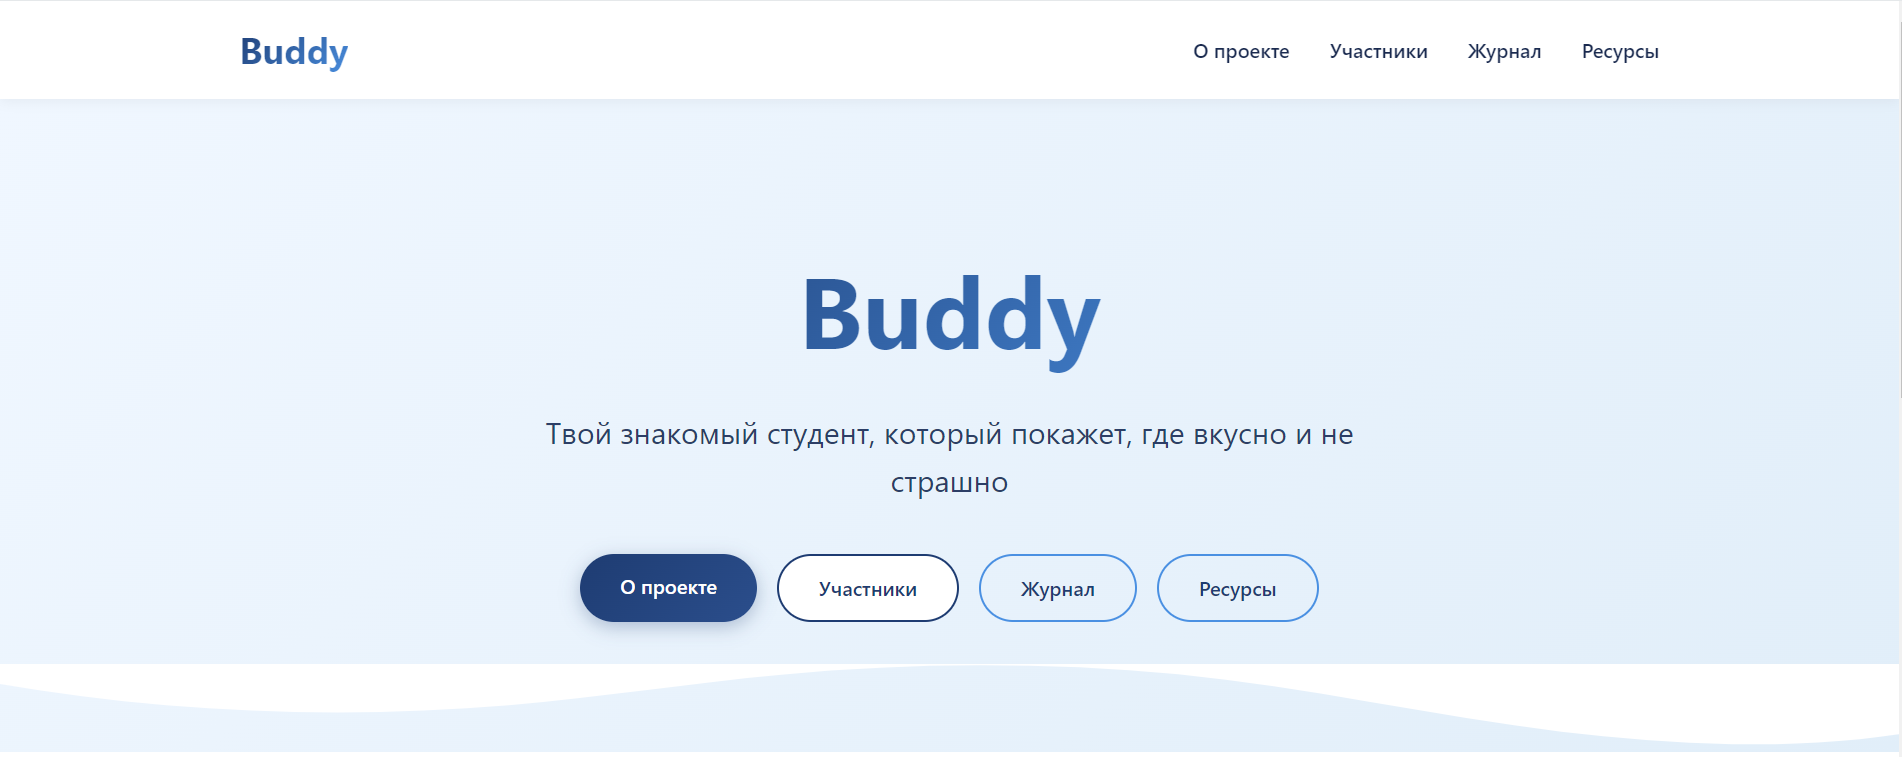 Buddy
О проекте Участники Журнал Ресурсы
Buddy
Твой знакомый студент, который покажет, где вкусно и не
страшно
О проекте Участники Журнал Ресурсы